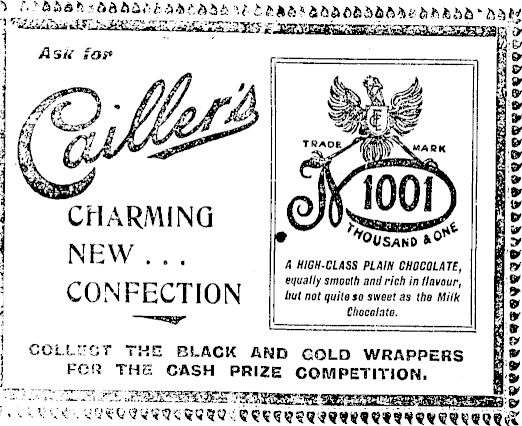 Ask for
Cailler's
CHARMING
NEW . . .
CONFECTION
TRADE MARK
No 1001
THOUSAND & ONE
A HIGH-CLASS PLAIN CHOCOLATE,
equally smooth and rich in flavour,
but not quite so sweet as the Milk
Chocolate.
COLLECT THE BLACK AND GOLD WRAPPERS
FOR THE CASH PRIZE COMPETITION.